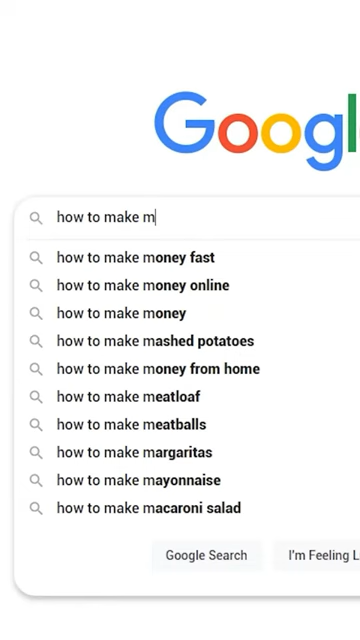 Googl
how to make m
how to make money fast
how to make money online
how to make money
how to make mashed potatoes
how to make money from home
how to make meatloaf
how to make meatballs
how to make margaritas
how to make mayonnaise
how to make macaroni salad
Google Search I'm Feeling L